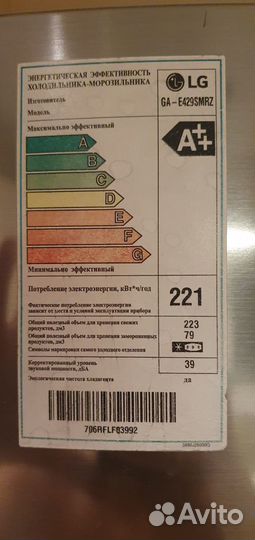 ЭНЕРГЕТИЧЕСКАЯ ЭФФЕКТИВНОСТЬ
ХОЛОДИЛЬНИКА-МОРОЗИЛЬНИКА
LG
Изготовитель
Модель
GA - E429SMRZ
Максимально эффективный
A
B
C
D
E
F
G
A++
Минимально эффективный
Потребление электроэнергии, кВт*ч/год
221
Фактическое потребление электроэнергии
зависит от места и условий эксплуатации прибора
Общий полезный объем для хранения свежих
продуктов, дм3
223
Общий полезный объем для хранения замороженных
продуктов, дм3
79
Символы маркировки самого холодного отделения
Корректированный уровень
звуковой мощности, дБА
39
Экологическая чистота хладагента
да
706RFLF63992
Avito